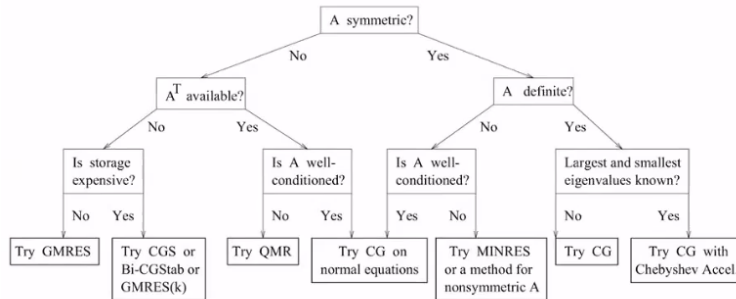 A symmetric?
No
Yes
A^T available?
A definite?
No
Yes
No
Yes
Is storage
expensive?
Is A well-
conditioned?
Is A well-
conditioned?
Largest and smallest
eigenvalues known?
No
Yes
No
Yes
Yes
No
No
Yes
Try GMRES
Try CGS or
Bi-CGStab or
GMRES(k)
Try QMR
Try CG on
normal equations
Try MINRES
or a method for
nonsymmetric A
Try CG
Try CG with
Chebyshev Accel.